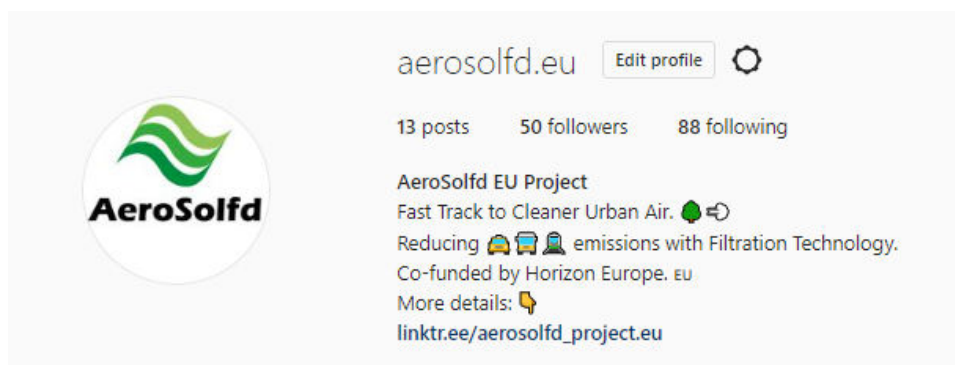 aerosolfd.eu Edit profile
13 posts 50 followers 88 following
AeroSolfd
AeroSolfd EU Project
Fast Track to Cleaner Urban Air. 🌳💨
Reducing 🚖🚍🚊 emissions with Filtration Technology.
Co-funded by Horizon Europe. EU
More details: 👇
linktr.ee/aerosolfd_project.eu